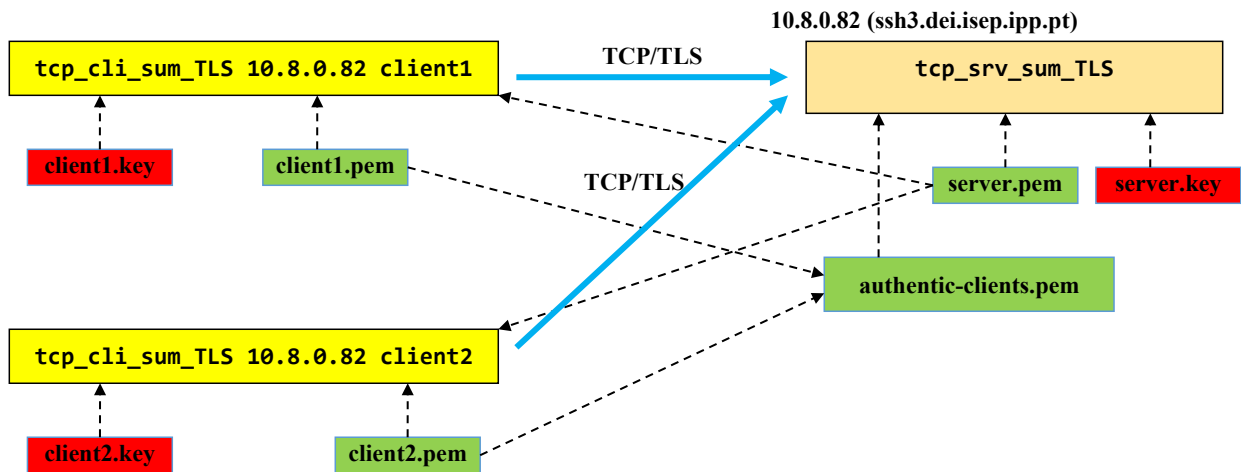 10.8.0.82 (ssh3.dei.isep.ipp.pt)
TCP/TLS
tcp_cli_sum_TLS 10.8.0.82 client1
tcp_srv_sum_TLS
client1.key
client1.pem
TCP/TLS
server.pem
server.key
authentic-clients.pem
tcp_cli_sum_TLS 10.8.0.82 client2
client2.key
client2.pem